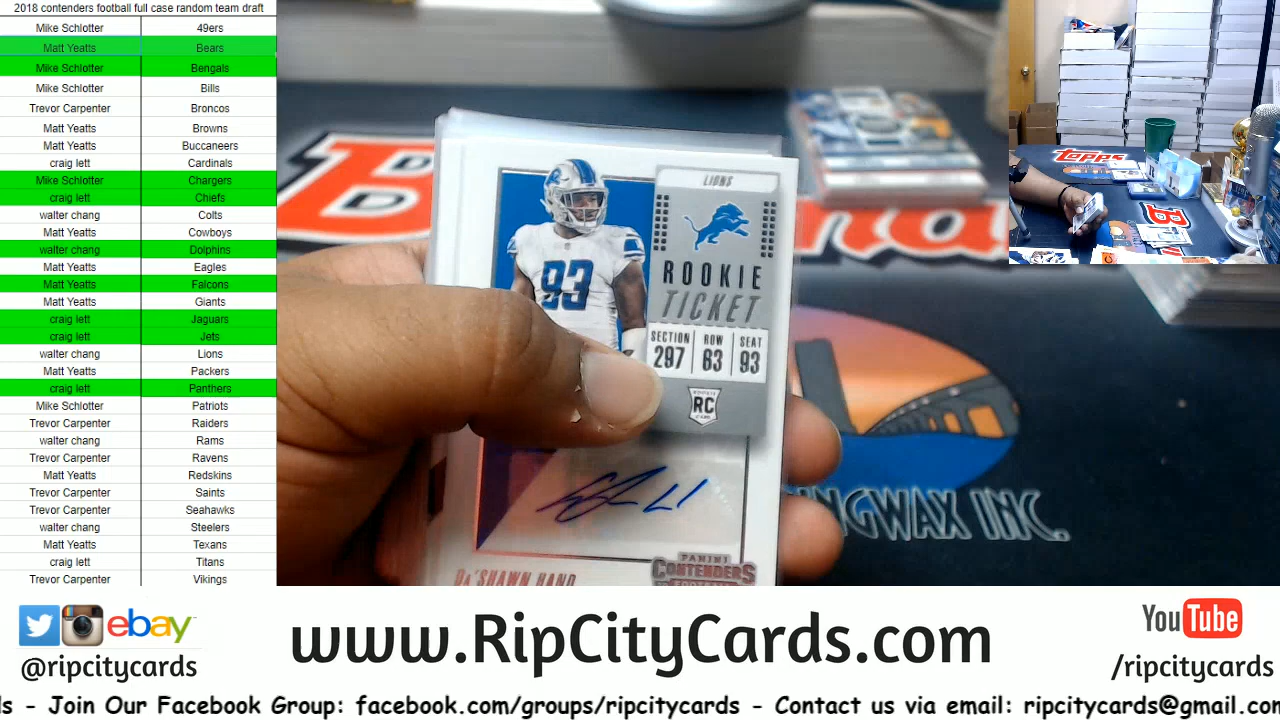 2018 contenders football full case random team draft
Mike Schlotter 49ers
Matt Yeatts Bears
Mike Schlotter Bengals
Mike Schlotter Bills
Trevor Carpenter Broncos
Matt Yeatts Browns
Matt Yeatts Buccaneers
craig lett Cardinals
Mike Schlotter Chargers
craig lett Chiefs
walter chang Colts
Matt Yeatts Cowboys
walter chang Dolphins
Matt Yeatts Eagles
Matt Yeatts Falcons
Matt Yeatts Giants
craig lett Jaguars
craig lett Jets
walter chang Lions
Matt Yeatts Packers
craig lett Panthers
Mike Schlotter Patriots
Trevor Carpenter Raiders
walter chang Rams
Trevor Carpenter Ravens
Matt Yeatts Redskins
Trevor Carpenter Saints
Trevor Carpenter Seahawks
walter chang Steelers
Matt Yeatts Texans
craig lett Titans
Trevor Carpenter Vikings
LIONS
ROOKIE
TICKET
SECTION ROW SEAT
297 63 93
RC
93
PANINI
CONTENDERS
FOOTBALL
DA'SHAWN HAND
NGWAX INC.
Topps
B
ebay
@ripcitycards
www.RipCityCards.com
YouTube
/ripcitycards
ds - Join Our Facebook Group: facebook.com/groups/ripcitycards - Contact us via email: ripcitycards@gmail.com